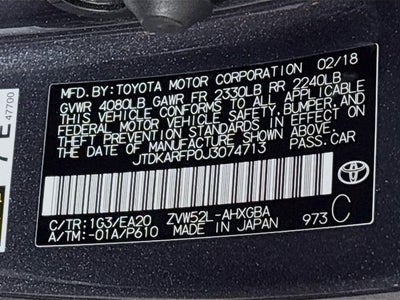 MFD. BY: TOYOTA MOTOR CORPORATION 02/18
GVWR 4080LB GAWR FR 2330LB RR 2240LB
THIS VEHICLE CONFORMS TO ALL APPLICABLE
FEDERAL MOTOR VEHICLE SAFETY, BUMPER, AND
THEFT PREVENTION STANDARDS IN EFFECT ON THE
DATE OF MANUFACTURE SHOWN ABOVE.
JTDKARFP0J3074713 PASS.CAR
C/TR: 1G3/EA20 ZVW52L-AHXGBA
A/TM: -01A/P610 MADE IN JAPAN 973 C
TOYOTA
47700